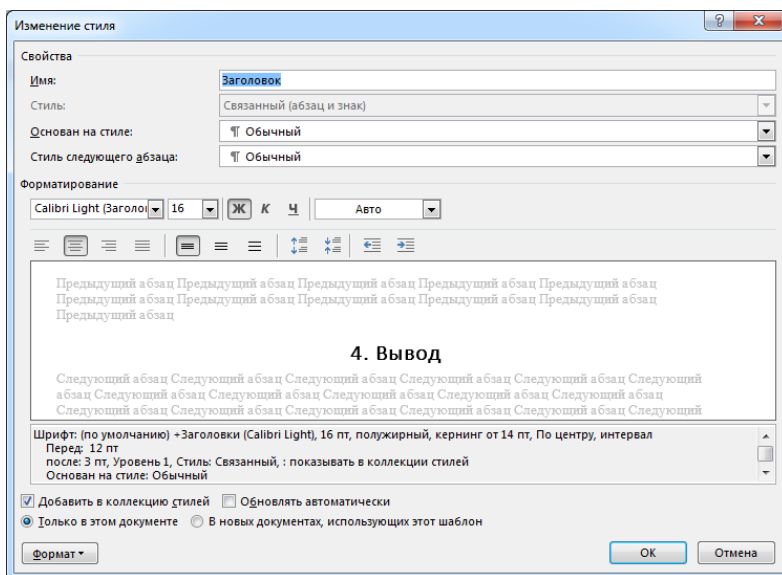 Изменение стиля
Свойства
Имя: Заголовок
Стиль: Связанный (абзац и знак)
Основан на стиле: ¶ Обычный
Стиль следующего абзаца: ¶ Обычный
Форматирование
Calibri Light (Заголо 16 Ж К Ч Авто
Предыдущий абзац Предыдущий абзац Предыдущий абзац Предыдущий абзац Предыдущий абзац
Предыдущий абзац Предыдущий абзац Предыдущий абзац Предыдущий абзац Предыдущий абзац
Предыдущий абзац
4. Вывод
Следующий абзац Следующий абзац Следующий абзац Следующий абзац Следующий абзац Следующий
абзац Следующий абзац Следующий абзац Следующий абзац Следующий абзац Следующий абзац
Следующий абзац Следующий абзац Следующий абзац Следующий абзац Следующий абзац Следующий
Шрифт: (по умолчанию) +Заголовки (Calibri Light), 16 пт, полужирный, кернинг от 14 пт, По центру, интервал
Перед: 12 пт
после: 3 пт, Уровень 1, Стиль: Связанный, : показывать в коллекции стилей
Основан на стиле: Обычный
Добавить в коллекцию стилей Обновлять автоматически
Только в этом документе В новых документах, использующих этот шаблон
Формат ОК Отмена